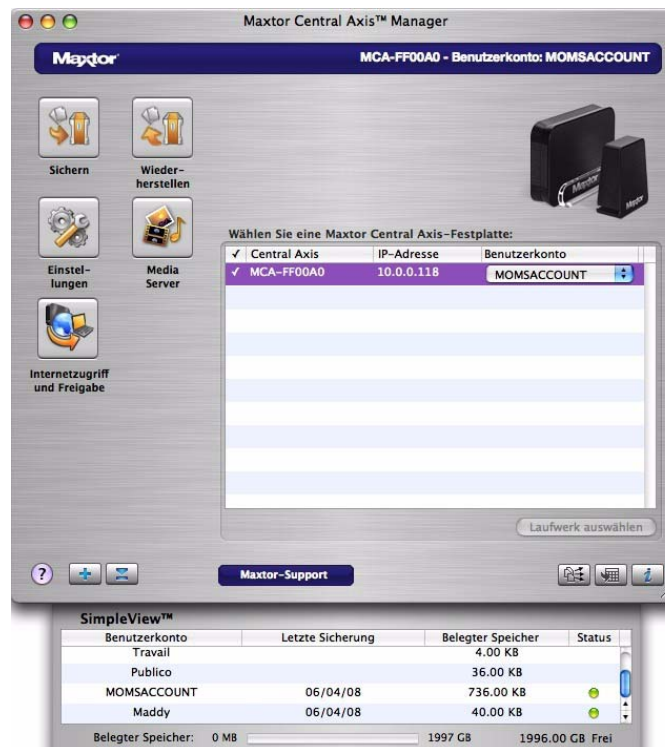 Maxtor Central Axis™ Manager
Maxtor
MCA-FF00A0 - Benutzerkonto: MOMSACCOUNT
Sichern
Wieder-
herstellen
Maxtor
Maxtor
Einstel-
lungen
Media
Server
Internetzugriff
und Freigabe
Wählen Sie eine Maxtor Central Axis-Festplatte:
✓ Central Axis IP-Adresse Benutzerkonto
✓ MCA-FF00A0 10.0.0.118 MOMSACCOUNT
Laufwerk auswählen
? Maxtor-Support i
SimpleView™
Benutzerkonto Letzte Sicherung Belegter Speicher Status
Travail 4.00 KB
Publico 36.00 KB
MOMSACCOUNT 06/04/08 736.00 KB
Maddy 06/04/08 40.00 KB
Belegter Speicher: 0 MB 1997 GB 1996.00 GB Frei